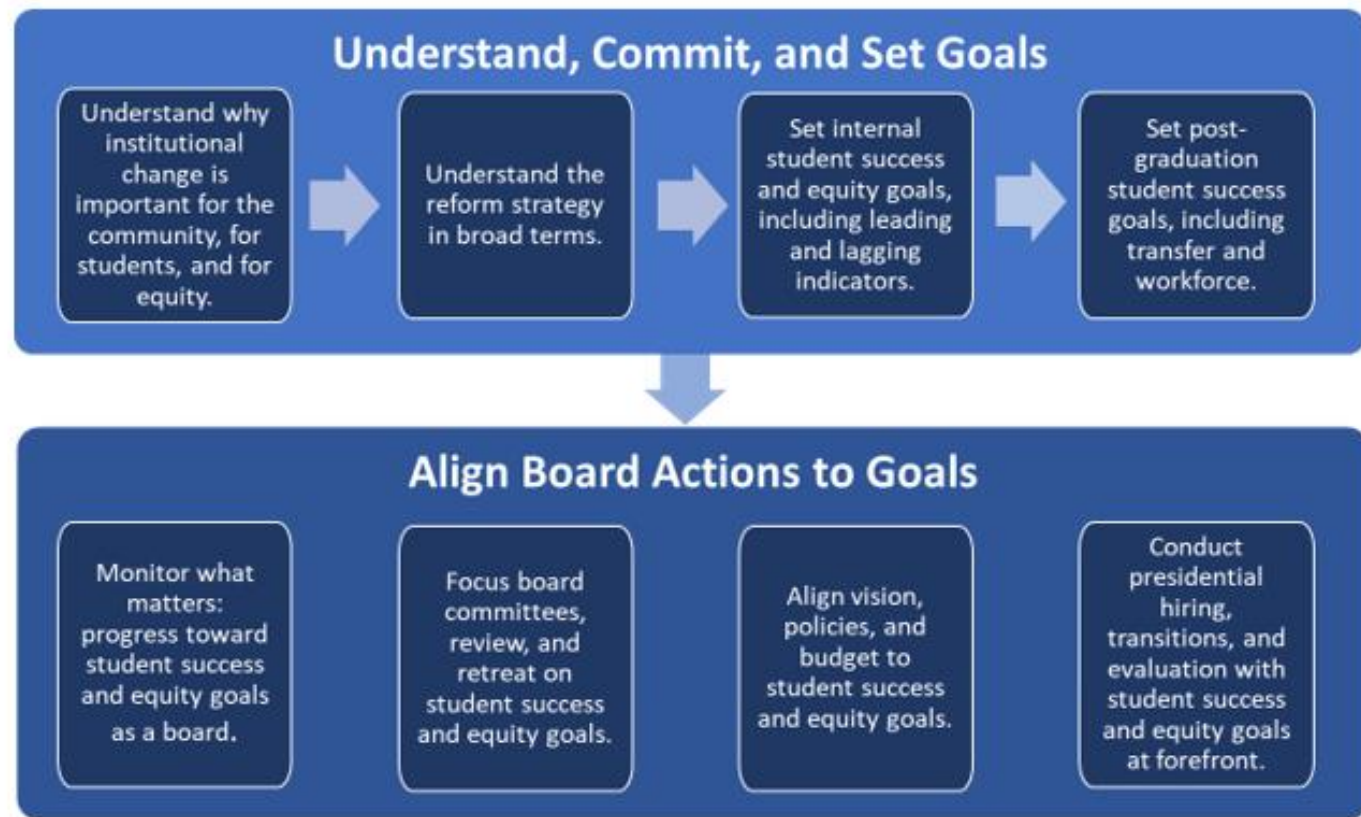 Understand, Commit, and Set Goals
Understand why
institutional
change is
important for the
community, for
students, and for
equity.
Understand the
reform strategy
in broad terms.
Set internal
student success
and equity goals,
including leading
and lagging
indicators.
Set post-
graduation
student success
goals, including
transfer and
workforce.
Align Board Actions to Goals
Monitor what
matters:
progress toward
student success
and equity goals
as a board.
Focus board
committees,
review, and
retreat on
student success
and equity goals.
Align vision,
policies, and
budget to
student success
and equity goals.
Conduct
presidential
hiring,
transitions, and
evaluation with
student success
and equity goals
at forefront.